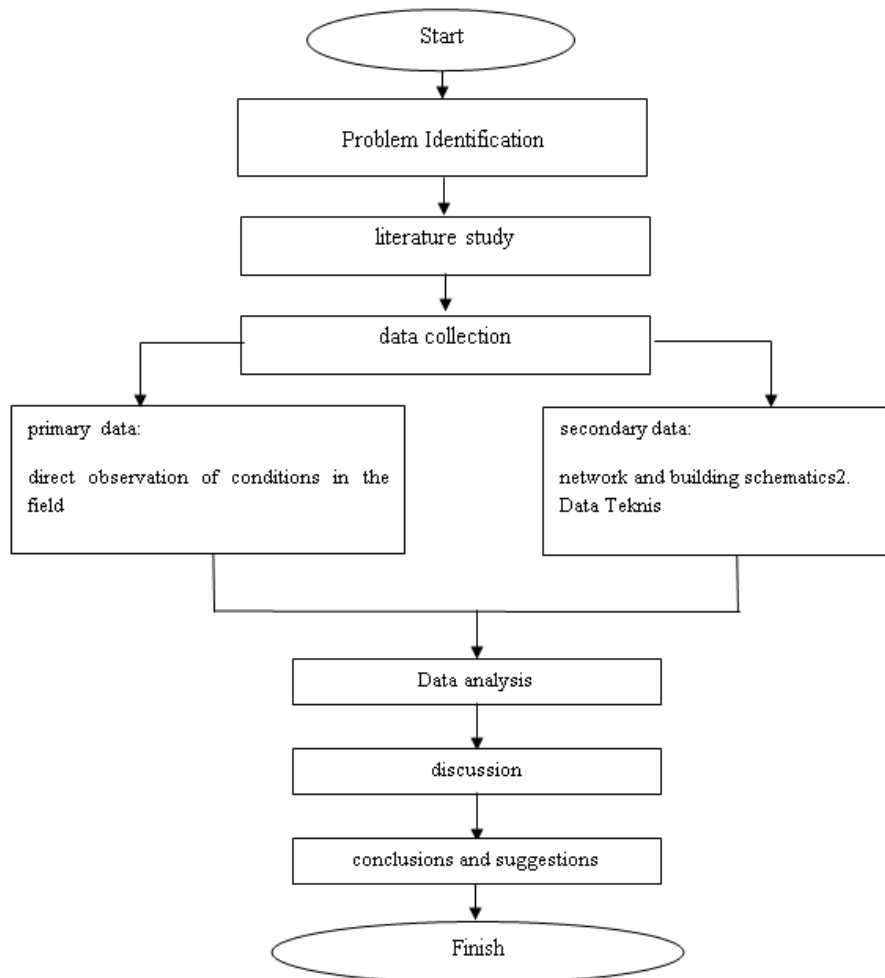 Start
Problem Identification
literature study
data collection
primary data:
direct observation of conditions in the
field
secondary data:
network and building schematics2.
Data Teknis
Data analysis
discussion
conclusions and suggestions
Finish